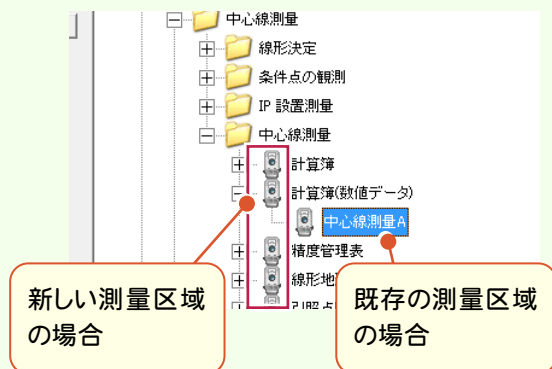 中心線測量
線形決定
条件点の観測
IP 設置測量
中心線測量
計算簿
計算簿(数値データ)
中心線測量A
精度管理表
線形地
引照点
新しい測量区域
の場合
既存の測量区域
の場合